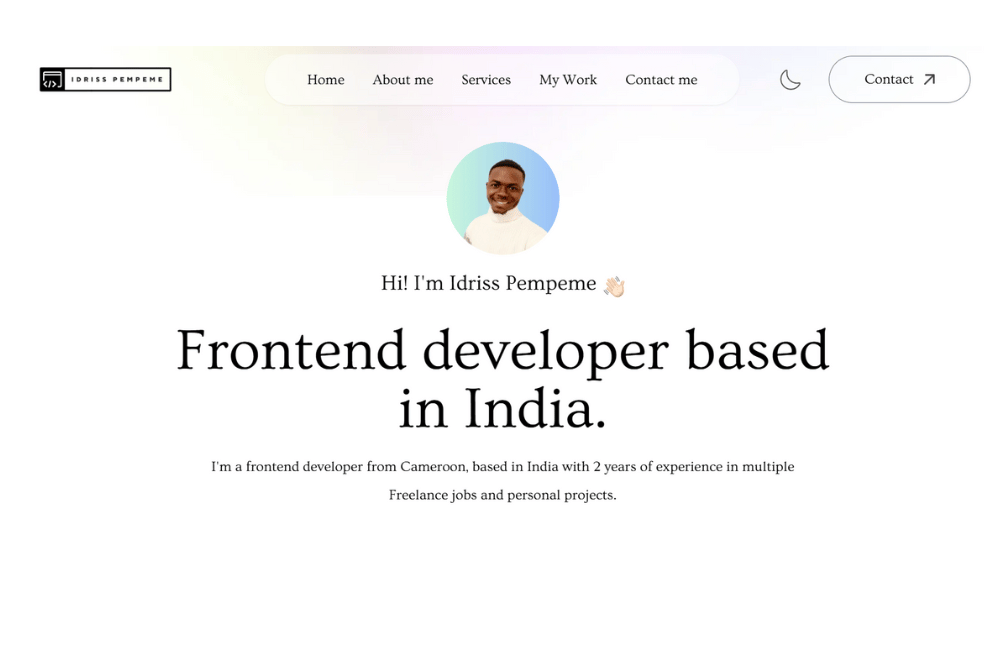 IDRISS PEMPEME
Home About me Services My Work Contact me
Contact
Hi! I'm Idriss Pempeme 👋🏻
Frontend developer based
in India.
I'm a frontend developer from Cameroon, based in India with 2 years of experience in multiple
Freelance jobs and personal projects.